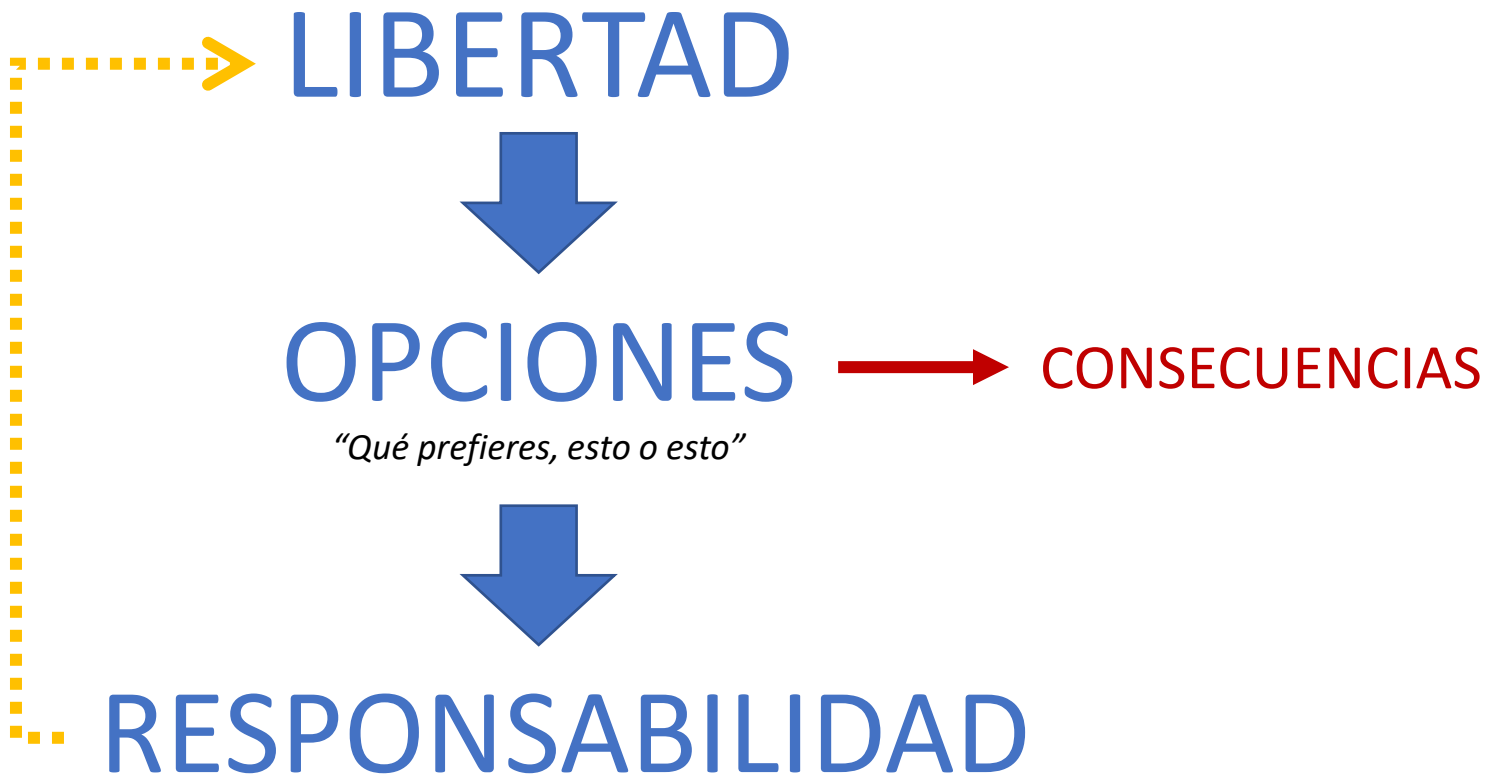 LIBERTAD
OPCIONES
CONSECUENCIAS
“Qué prefieres, esto o esto”
RESPONSABILIDAD